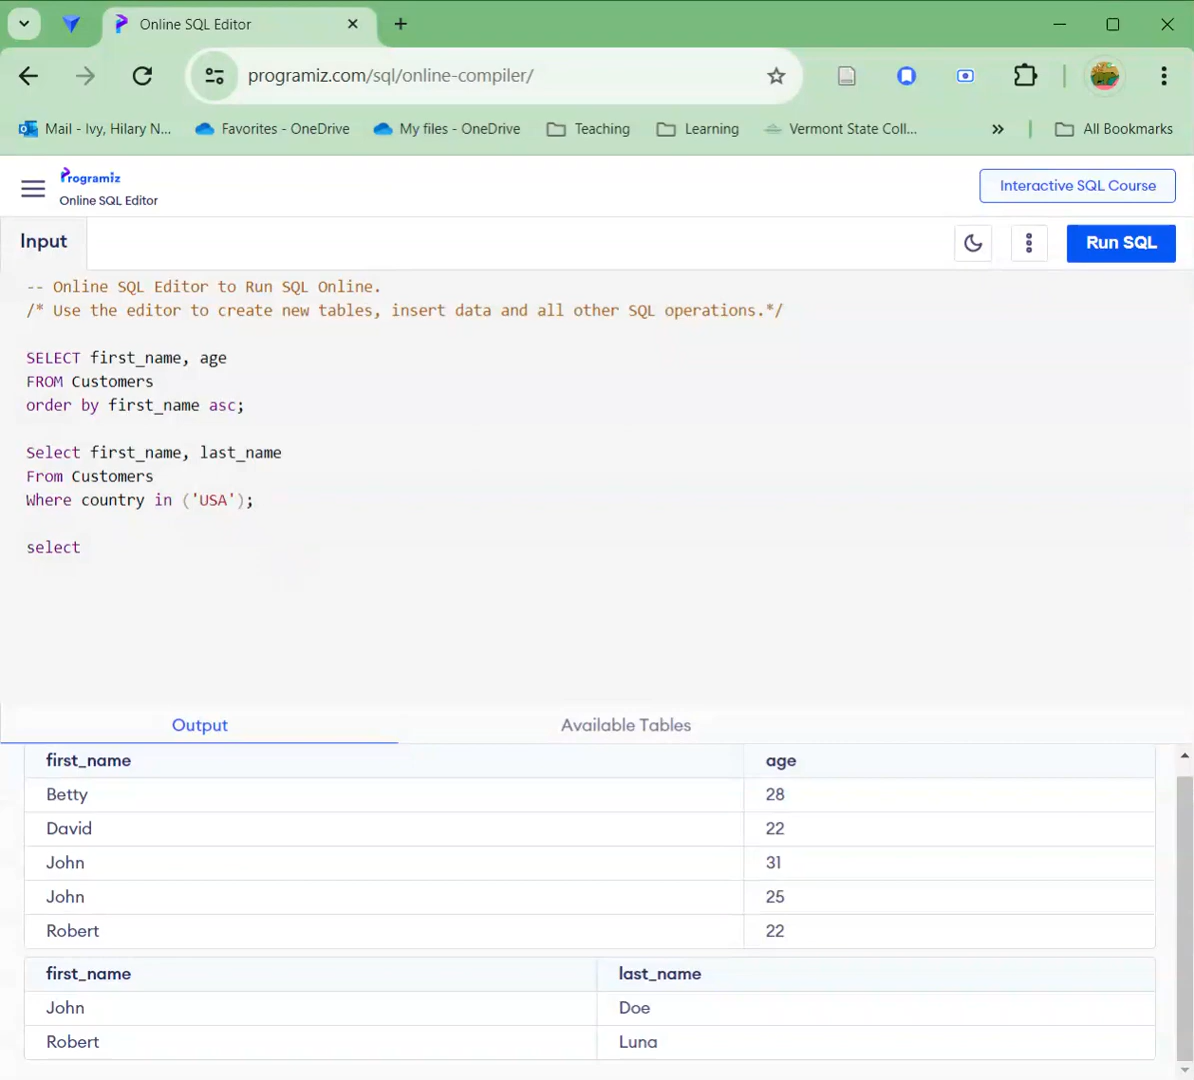 Online SQL Editor
programiz.com/sql/online-compiler/
Mail - Ivy, Hilary N... Favorites - OneDrive My files - OneDrive Teaching Learning Vermont State Coll... » All Bookmarks
Programiz
Online SQL Editor
Interactive SQL Course
Input
Run SQL
-- Online SQL Editor to Run SQL Online.
/* Use the editor to create new tables, insert data and all other SQL operations.*/
SELECT first_name, age
FROM Customers
order by first_name asc;
Select first_name, last_name
From Customers
Where country in ('USA');
select
Output Available Tables
first_name age
Betty 28
David 22
John 31
John 25
Robert 22
first_name last_name
John Doe
Robert Luna